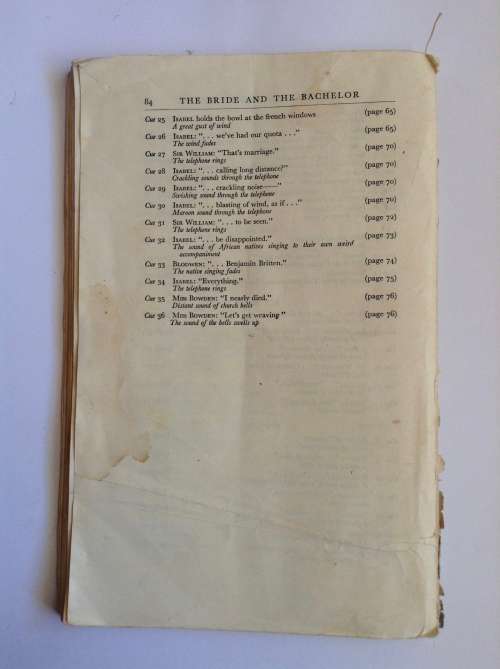 84 THE BRIDE AND THE BACHELOR
Cue 25 ISABEL holds the bowl at the french windows (page 65)
A great gust of wind
Cue 26 ISABEL: ". . . we've had our quota . . ." (page 65)
The wind fades
Cue 27 SIR WILLIAM: "That's marriage." (page 70)
The telephone rings
Cue 28 ISABEL: ". . . calling long distance?" (page 70)
Crackling sounds through the telephone
Cue 29 ISABEL: ". . . crackling noise——" (page 70)
Swishing sound through the telephone
Cue 30 ISABEL: ". . . blasting of wind, as if . . ." (page 70)
Maroon sound through the telephone
Cue 31 SIR WILLIAM: ". . . to be seen." (page 72)
The telephone rings
Cue 32 ISABEL: ". . . be disappointed." (page 73)
The sound of African natives singing to their own weird
accompaniment
Cue 33 BLODWEN: ". . . Benjamin Britten." (page 74)
The native singing fades
Cue 34 ISABEL: "Everything." (page 75)
The telephone rings
Cue 35 MISS BOWDEN: "I nearly died." (page 76)
Distant sound of church bells
Cue 36 MISS BOWDEN: "Let's get weaving." (page 76)
The sound of the bells swells up